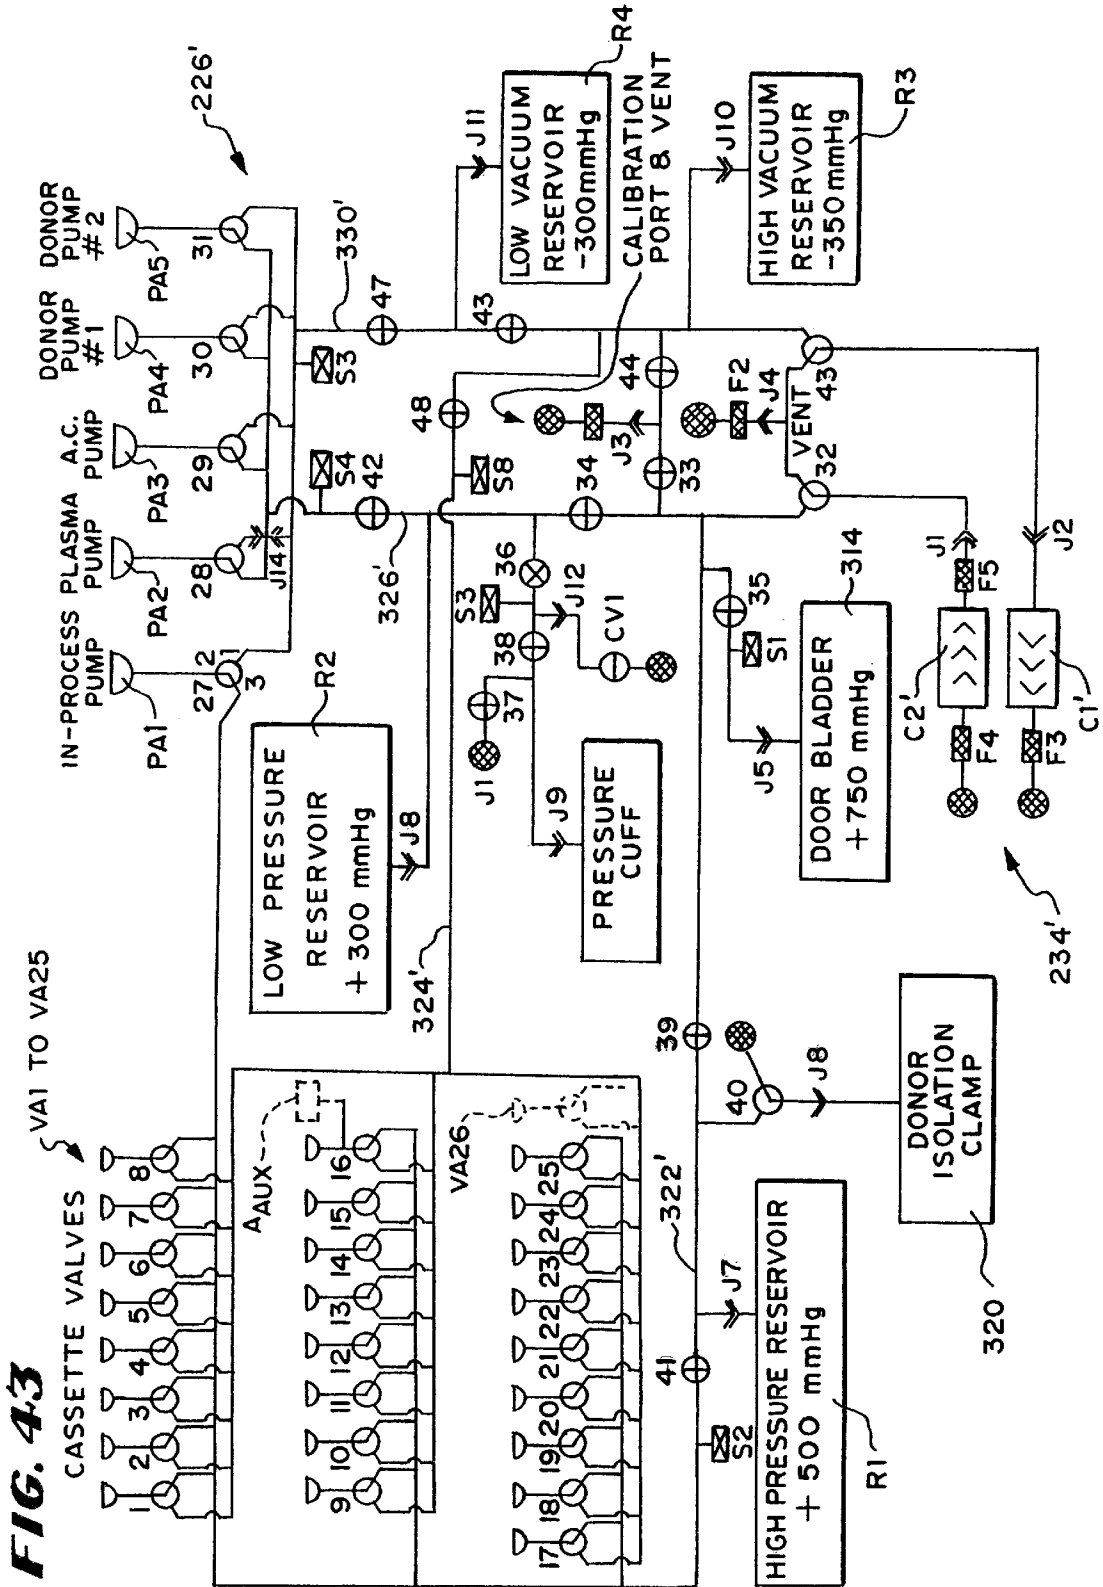 FIG. 43
CASSETTE VALVES
VA1 TO VA25
1
2
3
4
5
6
7
8
AAUX
9
10
11
12
13
14
15
16
VA26
17
18
19
20
21
22
23
24
25
IN-PROCESS
PUMP
PLASMA
PUMP
A.C.
PUMP
DONOR
PUMP
#1
DONOR
PUMP
#2
226'
PA1
PA2
PA3
PA4
PA5
27
2
1
3
28
29
30
31
J14
330'
S3
S4
47
42
326'
48
43
S8
J11
LOW VACUUM
RESERVOIR
-300mmHg
R4
CALIBRATION
PORT & VENT
J10
HIGH VACUUM
RESERVOIR
-350mmHg
R3
R2
LOW PRESSURE
RESERVOIR
+ 300 mmHg
J8
324'
S3
36
38
37
J1
J12
CV1
J9
PRESSURE
CUFF
34
33
44
J3
F2
J4
VENT
32
43
35
S1
J5
DOOR BLADDER
+750 mmHg
314
J1
F5
J2
C2'
C1'
F4
F3
234'
39
40
J8
DONOR
ISOLATION
CLAMP
320
322'
41
S2
J7
HIGH PRESSURE RESERVOIR
+ 500 mmHg
R1